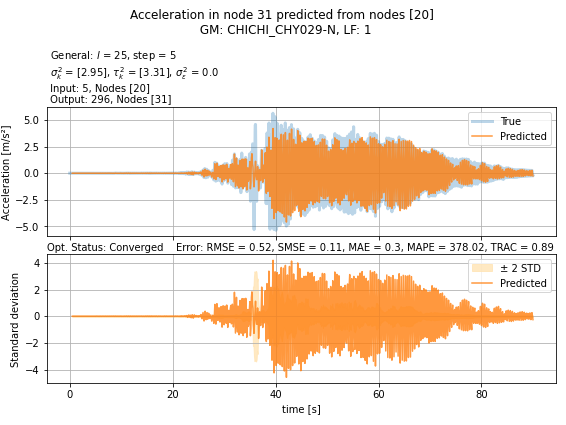 Acceleration in node 31 predicted from nodes [20]
GM: CHICHI_CHY029-N, LF: 1
General: l = 25, step = 5
σ²ₖ = [2.95], τ²ₖ = [3.31], σ²ε = 0.0
Input: 5, Nodes [20]
Output: 296, Nodes [31]
Acceleration [m/s²]
5.0
2.5
0.0
−2.5
−5.0
True
Predicted
Opt. Status: Converged Error: RMSE = 0.52, SMSE = 0.11, MAE = 0.3, MAPE = 378.02, TRAC = 0.89
Standard deviation
4
2
0
−2
−4
± 2 STD
Predicted
0 20 40 60 80
time [s]